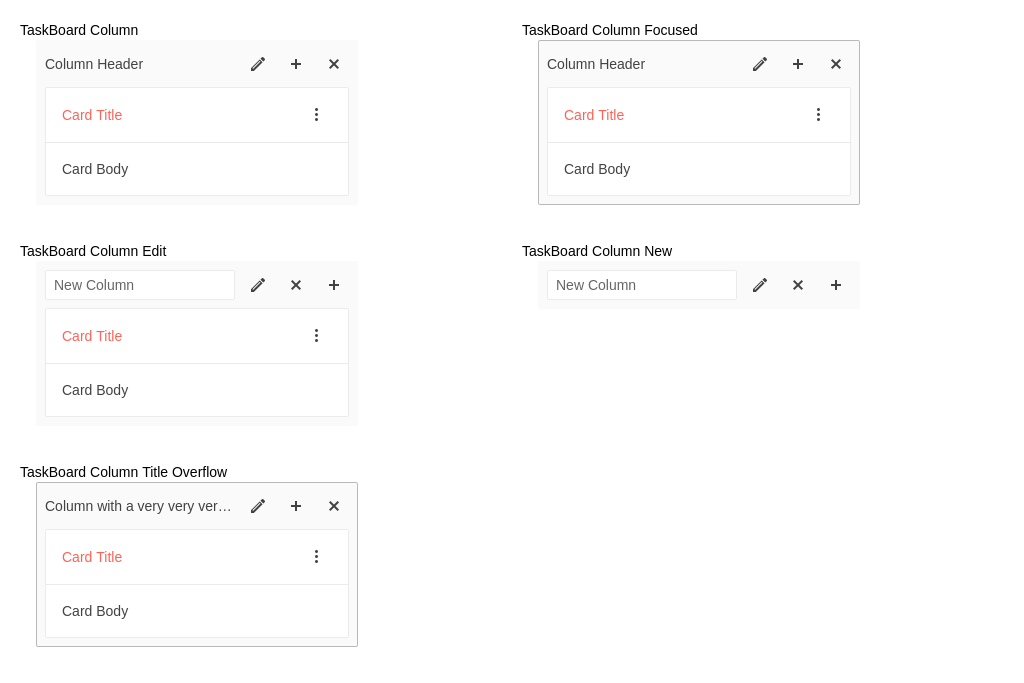 TaskBoard Column
Column Header
Card Title
Card Body
TaskBoard Column Focused
Column Header
Card Title
Card Body
TaskBoard Column Edit
New Column
Card Title
Card Body
TaskBoard Column New
New Column
TaskBoard Column Title Overflow
Column with a very very ver…
Card Title
Card Body